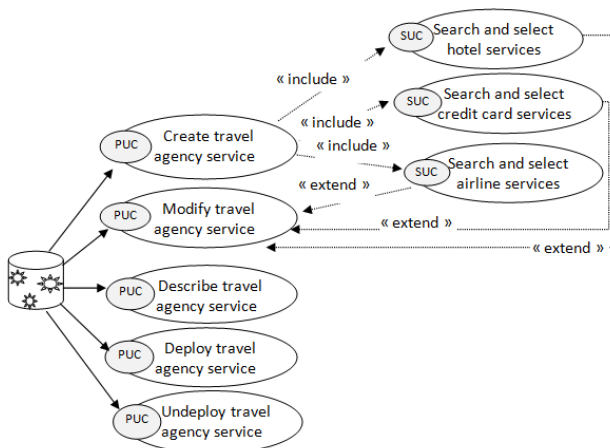 SUC
Search and select
hotel services
« include »
SUC
Search and select
credit card services
« include »
« include »
PUC
Create travel
agency service
SUC
Search and select
airline services
« extend »
PUC
Modify travel
agency service
« extend »
« extend »
PUC
Describe travel
agency service
PUC
Deploy travel
agency service
PUC
Undeploy travel
agency service